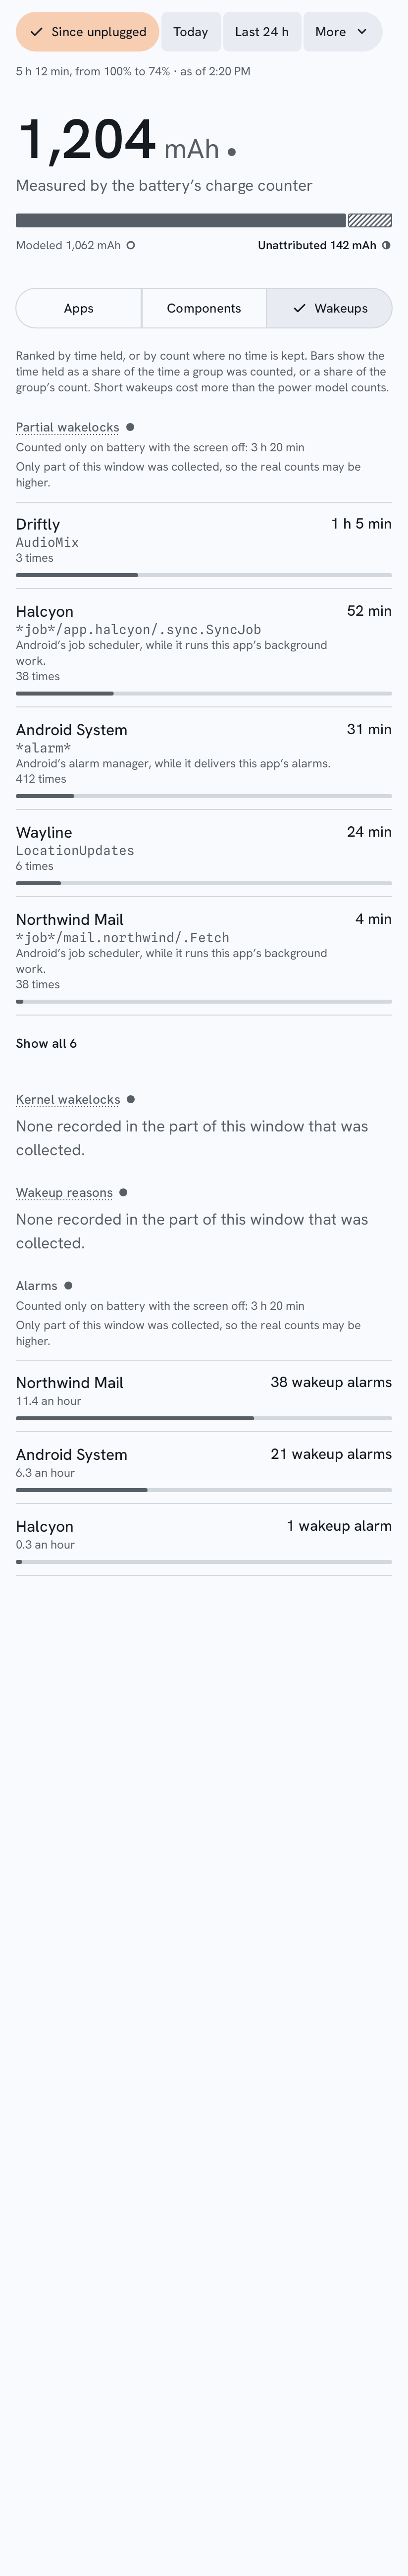 Since unplugged
Today
Last 24 h
More
5 h 12 min, from 100% to 74% · as of 2:20 PM
1,204 mAh
Measured by the battery’s charge counter
Modeled 1,062 mAh
Unattributed 142 mAh
Apps
Components
Wakeups
Ranked by time held, or by count where no time is kept. Bars show the
time held as a share of the time a group was counted, or a share of the
group’s count. Short wakeups cost more than the power model counts.
Partial wakelocks
Counted only on battery with the screen off: 3 h 20 min
Only part of this window was collected, so the real counts may be
higher.
Driftly
1 h 5 min
AudioMix
3 times
Halcyon
52 min
*job*/app.halcyon/.sync.SyncJob
Android’s job scheduler, while it runs this app’s background
work.
38 times
Android System
31 min
*alarm*
Android’s alarm manager, while it delivers this app’s alarms.
412 times
Wayline
24 min
LocationUpdates
6 times
Northwind Mail
4 min
*job*/mail.northwind/.Fetch
Android’s job scheduler, while it runs this app’s background
work.
38 times
Show all 6
Kernel wakelocks
None recorded in the part of this window that was
collected.
Wakeup reasons
None recorded in the part of this window that was
collected.
Alarms
Counted only on battery with the screen off: 3 h 20 min
Only part of this window was collected, so the real counts may be
higher.
Northwind Mail
38 wakeup alarms
11.4 an hour
Android System
21 wakeup alarms
6.3 an hour
Halcyon
1 wakeup alarm
0.3 an hour